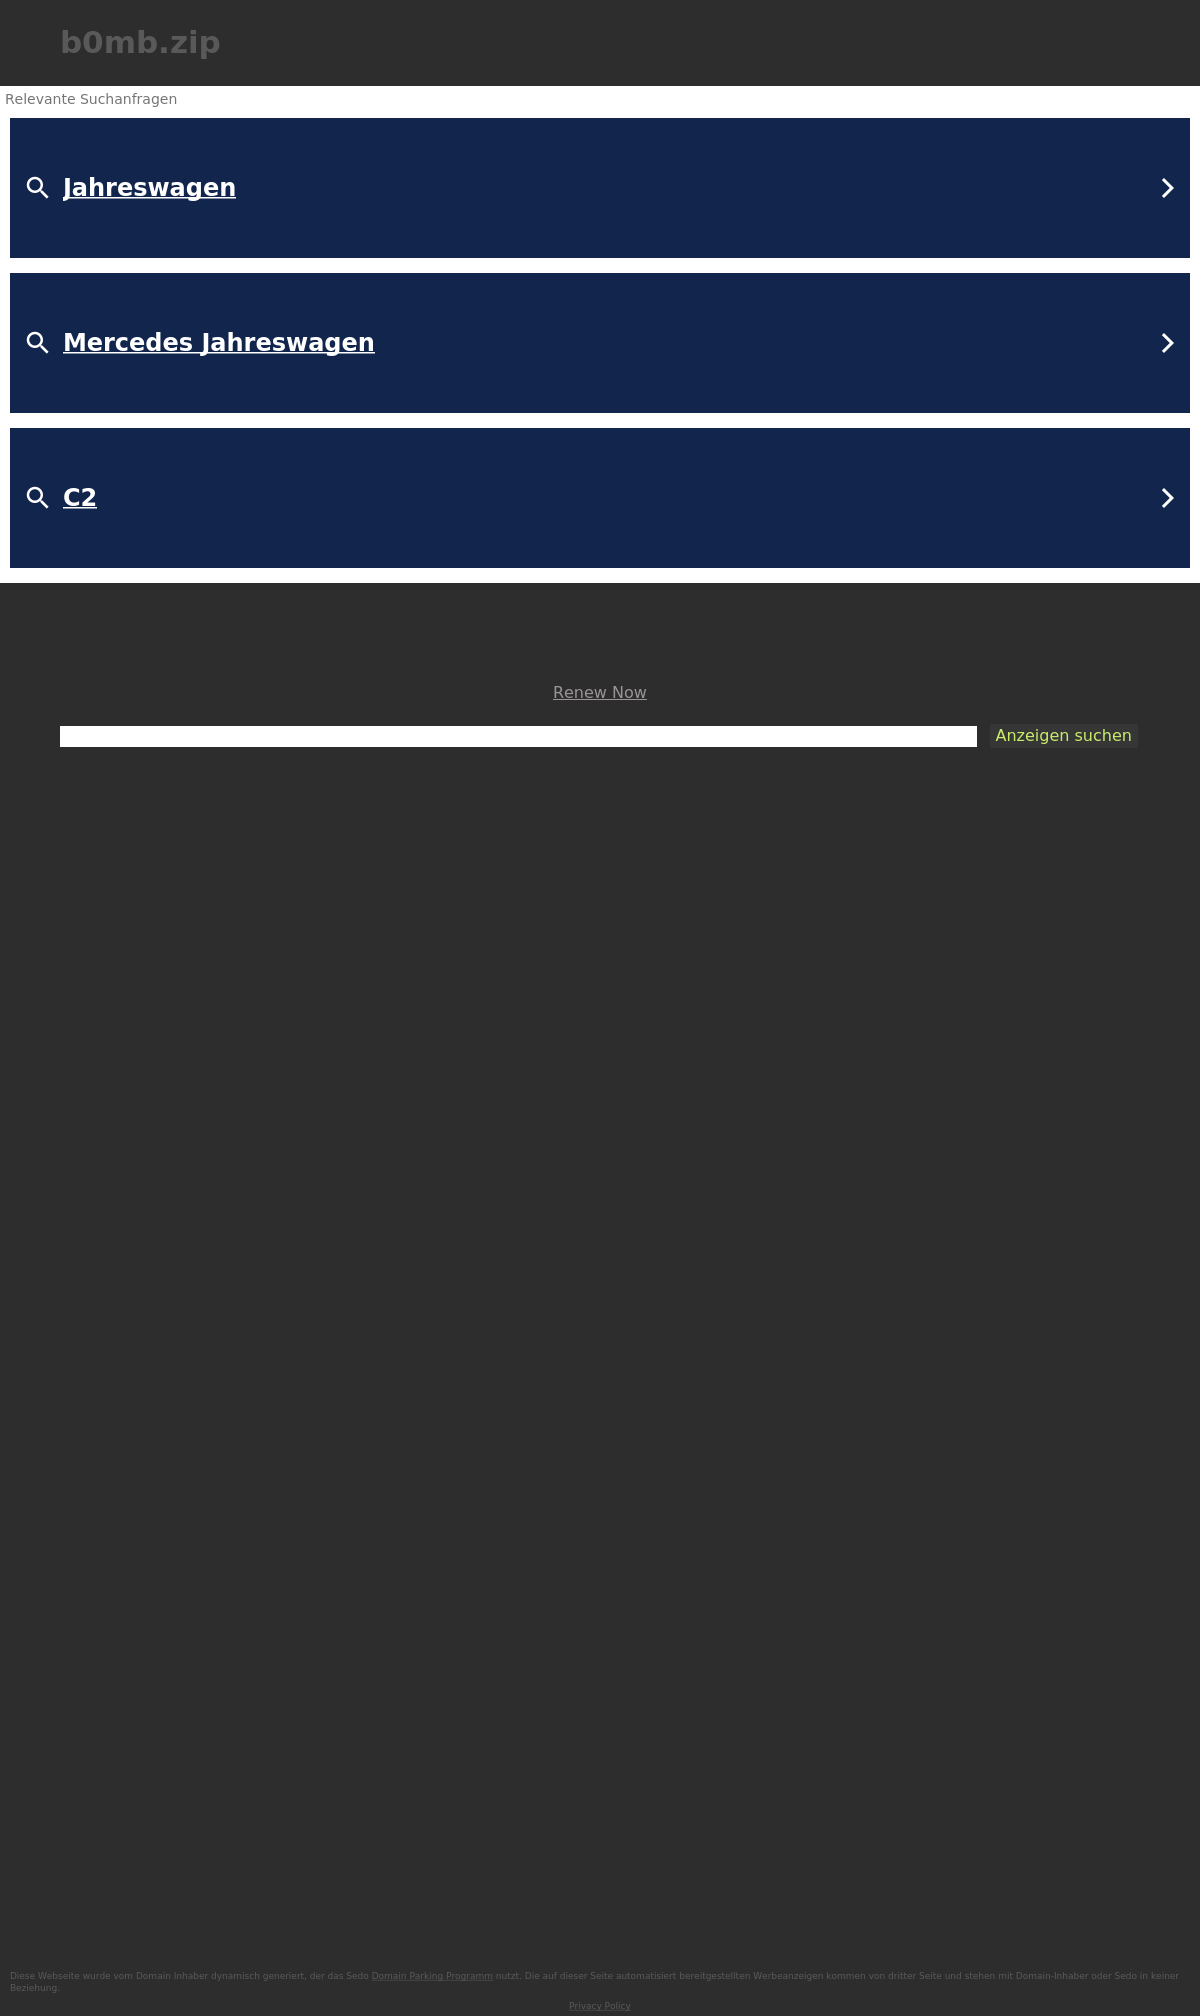 b0mb.zip
Relevante Suchanfragen
Jahreswagen
Mercedes Jahreswagen
C2
Renew Now
Anzeigen suchen
Diese Webseite wurde vom Domain Inhaber dynamisch generiert, der das Sedo Domain Parking Programm nutzt. Die auf dieser Seite automatisiert bereitgestellten Werbeanzeigen kommen von dritter Seite und stehen mit Domain-Inhaber oder Sedo in keiner
Beziehung.
Privacy Policy